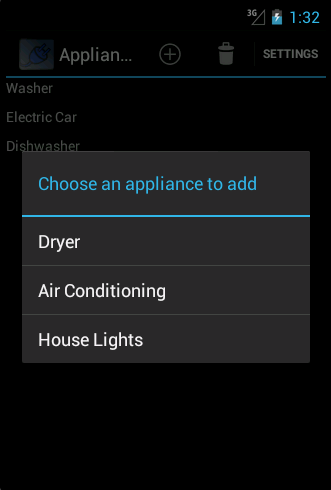 3G
1:32
Applian...
SETTINGS
Washer
Electric Car
Dishwasher
Choose an appliance to add
Dryer
Air Conditioning
House Lights